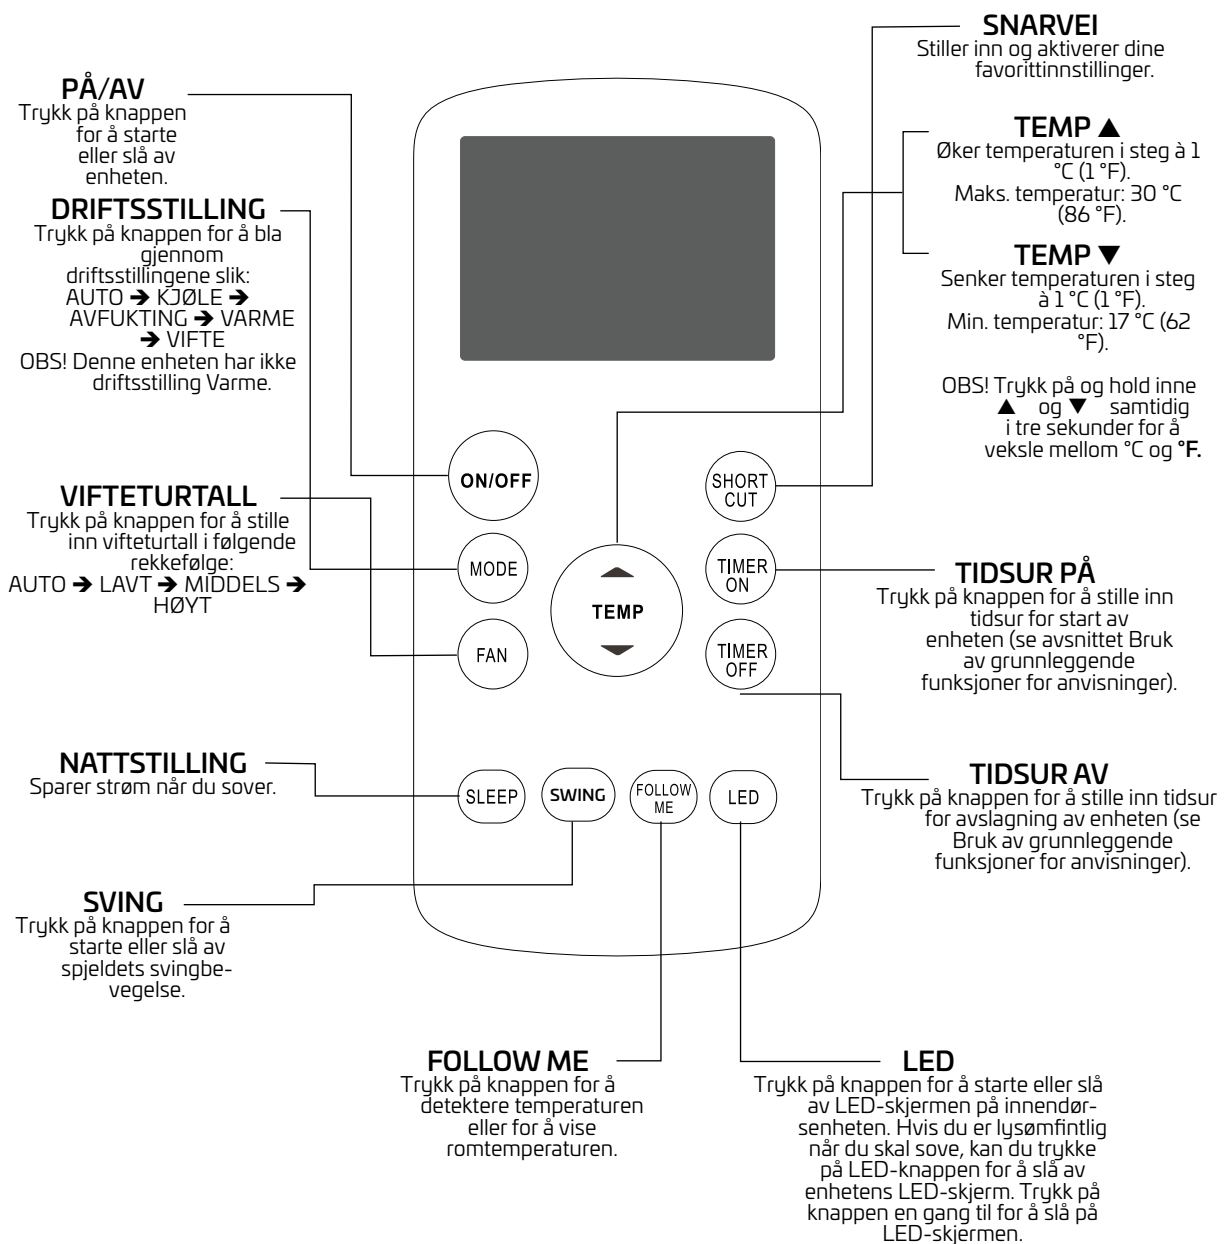 SNARVEI
Stiller inn og aktiverer dine
favorittinnstillinger.
PÅ/AV
Trykk på knappen
for å starte
eller slå av
enheten.
TEMP ▲
Øker temperaturen i steg à 1
°C (1 °F).
Maks. temperatur: 30 °C
(86 °F).
DRIFTSSTILLING
Trykk på knappen for å bla
gjennom
driftsstillingene slik:
AUTO ➔ KJØLE ➔
AVFUKTING ➔ VARME
➔ VIFTE
OBS! Denne enheten har ikke
driftsstilling Varme.
TEMP ▼
Senker temperaturen i steg
à 1 °C (1 °F).
Min. temperatur: 17 °C (62
°F).
OBS! Trykk på og hold inne
▲ og ▼ samtidig
i tre sekunder for å
veksle mellom °C og °F.
VIFTETURTALL
Trykk på knappen for å stille
inn vifteturtall i følgende
rekkefølge:
AUTO ➔ LAVT ➔ MIDDELS ➔
HØYT
ON/OFF
SHORT
CUT
MODE
TEMP
TIMER
ON
FAN
TIMER
OFF
TIDSUR PÅ
Trykk på knappen for å stille inn
tidsur for start av
enheten (se avsnittet Bruk
av grunnleggende
funksjoner for anvisninger).
NATTSTILLING
Sparer strøm når du sover.
SLEEP
SWING
FOLLOW
ME
LED
TIDSUR AV
Trykk på knappen for å stille inn tidsur
for avslagning av enheten (se
Bruk av grunnleggende
funksjoner for anvisninger).
SVING
Trykk på knappen for å
starte eller slå av
spjeldets svingbe-
vegelse.
FOLLOW ME
Trykk på knappen for å
detektere temperaturen
eller for å vise
romtemperaturen.
LED
Trykk på knappen for å starte eller slå
av LED-skjermen på innendør-
senheten. Hvis du er lysømfintlig
når du skal sove, kan du trykke
på LED-knappen for å slå av
enhetens LED-skjerm. Trykk på
knappen en gang til for å slå på
LED-skjermen.